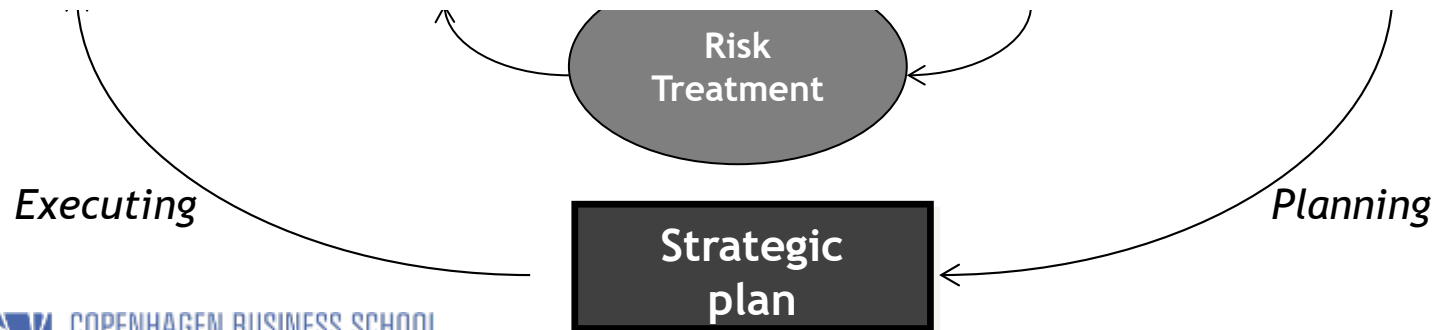 Risk
Treatment
Executing
Planning
Strategic
plan
COPENHAGEN BUSINESS SCHOOL